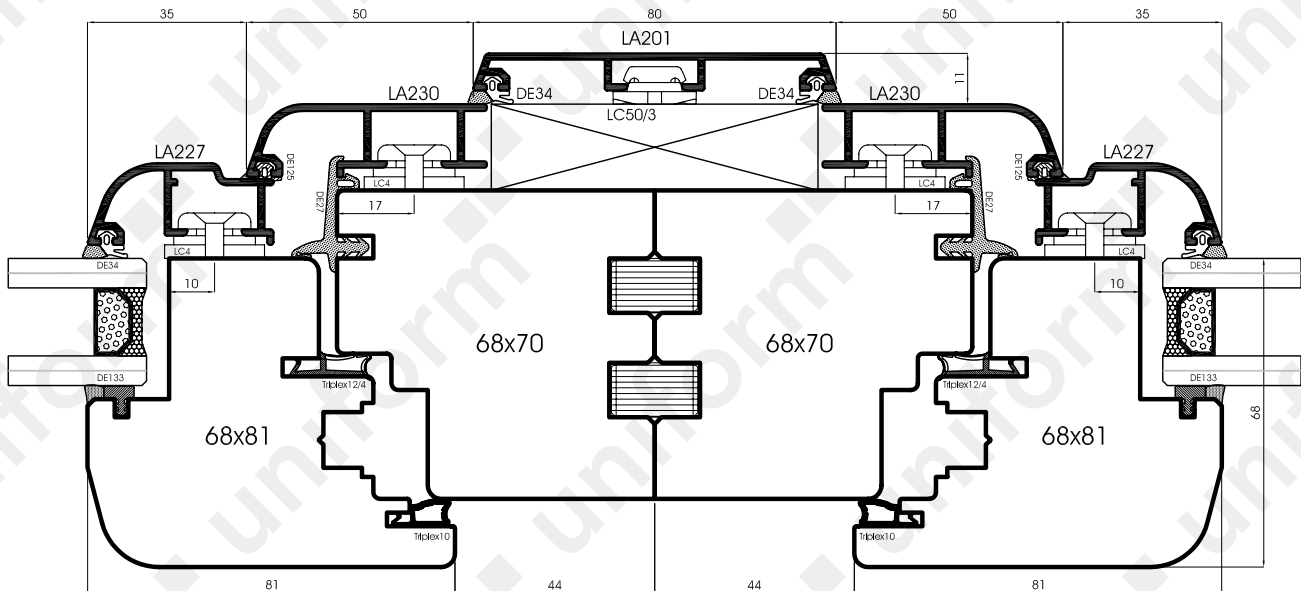 35 50 80 50 35
LA201
11
LA230 DE34 DE34 LA230
LC50/3
LA227 LA227
DE125 DE125
LC4 LC4
DE27 DE27
17 17
LC4 LC4
DE34 DE34
10 10
68x70 68x70
DE133 DE133
Triplex12/4 Triplex12/4
68
68x81 68x81
Triplex10 Triplex10
81 44 44 81
uniform